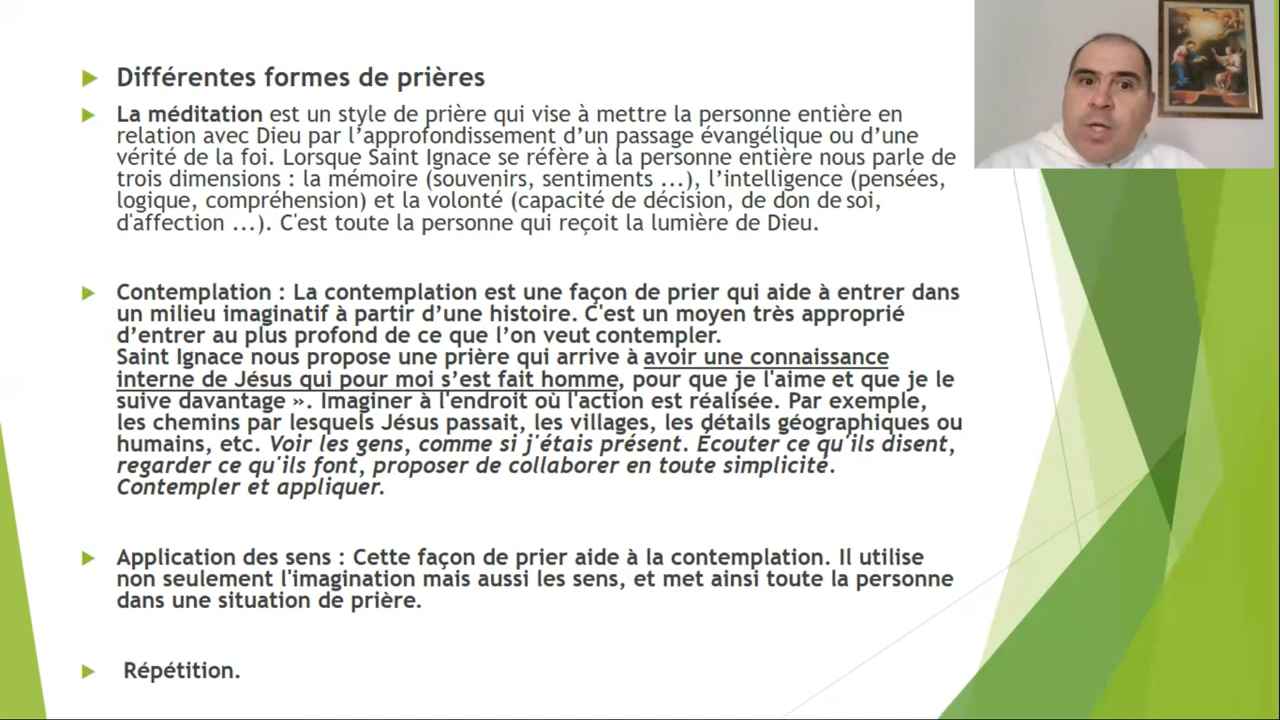 Différentes formes de prières
La méditation est un style de prière qui vise à mettre la personne entière en
relation avec Dieu par l’approfondissement d’un passage évangélique ou d’une
vérité de la foi. Lorsque Saint Ignace se réfère à la personne entière nous parle de
trois dimensions : la mémoire (souvenirs, sentiments ...), l’intelligence (pensées,
logique, compréhension) et la volonté (capacité de décision, de don de soi,
d'affection ...). C'est toute la personne qui reçoit la lumière de Dieu.
Contemplation : La contemplation est une façon de prier qui aide à entrer dans
un milieu imaginatif à partir d’une histoire. C'est un moyen très approprié
d’entrer au plus profond de ce que l’on veut contempler.
Saint Ignace nous propose une prière qui arrive à avoir une connaissance
interne de Jésus qui pour moi s’est fait homme, pour que je l'aime et que je le
suive davantage ». Imaginer à l'endroit où l'action est réalisée. Par exemple,
les chemins par lesquels Jésus passait, les villages, les détails géographiques ou
humains, etc. Voir les gens, comme si j'étais présent. Écouter ce qu'ils disent,
regarder ce qu'ils font, proposer de collaborer en toute simplicité.
Contempler et appliquer.
Application des sens : Cette façon de prier aide à la contemplation. Il utilise
non seulement l'imagination mais aussi les sens, et met ainsi toute la personne
dans une situation de prière.
Répétition.